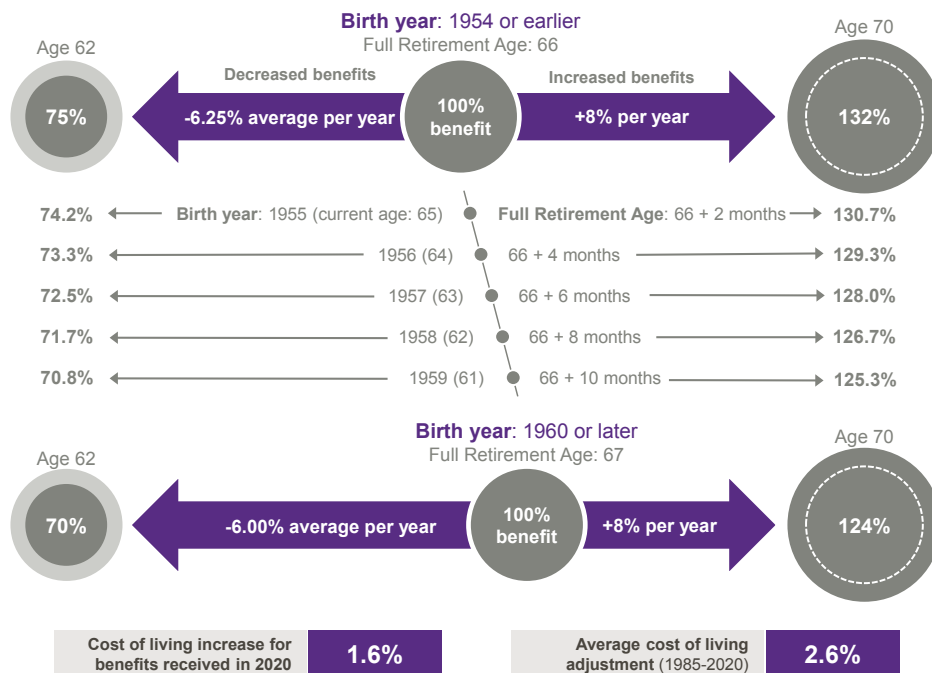 Birth year: 1954 or earlier
Full Retirement Age: 66
Age 62
Age 70
Decreased benefits
Increased benefits
75%
-6.25% average per year
100%
benefit
+8% per year
132%
74.2%
Birth year: 1955 (current age: 65)
Full Retirement Age: 66 + 2 months
130.7%
73.3%
1956 (64)
66 + 4 months
129.3%
72.5%
1957 (63)
66 + 6 months
128.0%
71.7%
1958 (62)
66 + 8 months
126.7%
70.8%
1959 (61)
66 + 10 months
125.3%
Birth year: 1960 or later
Full Retirement Age: 67
Age 62
Age 70
70%
-6.00% average per year
100%
benefit
+8% per year
124%
Cost of living increase for
benefits received in 2020
1.6%
Average cost of living
adjustment (1985-2020)
2.6%